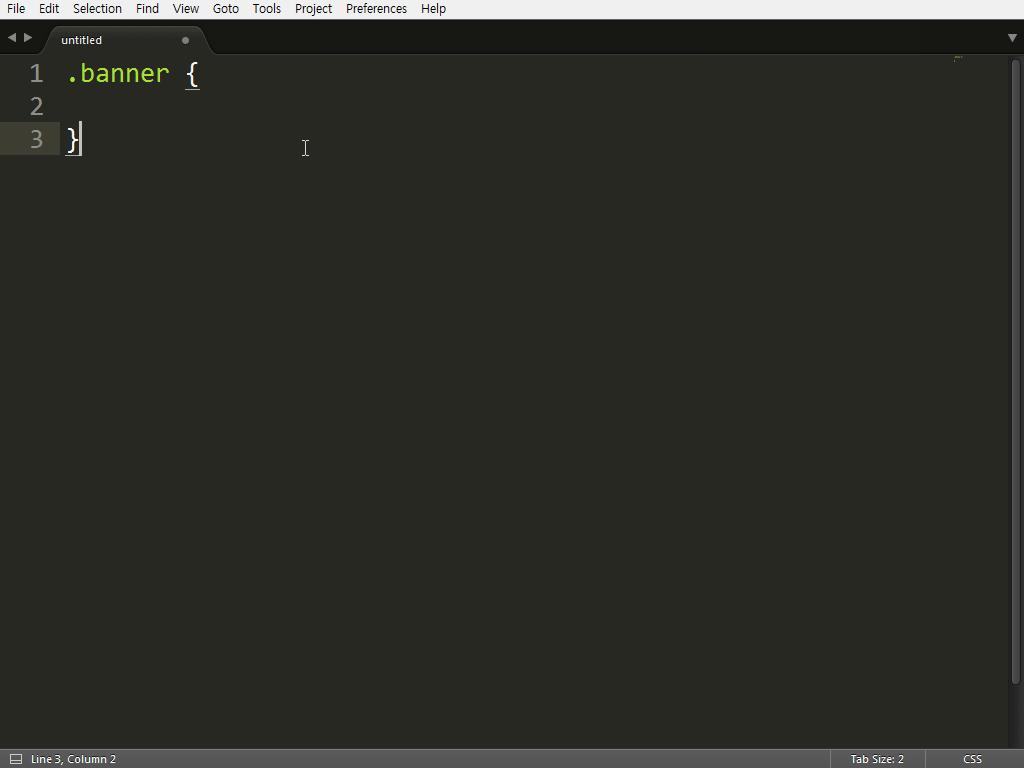 File Edit Selection Find View Goto Tools Project Preferences Help
untitled
1 .banner {
2
3 }
Line 3, Column 2 Tab Size: 2 CSS